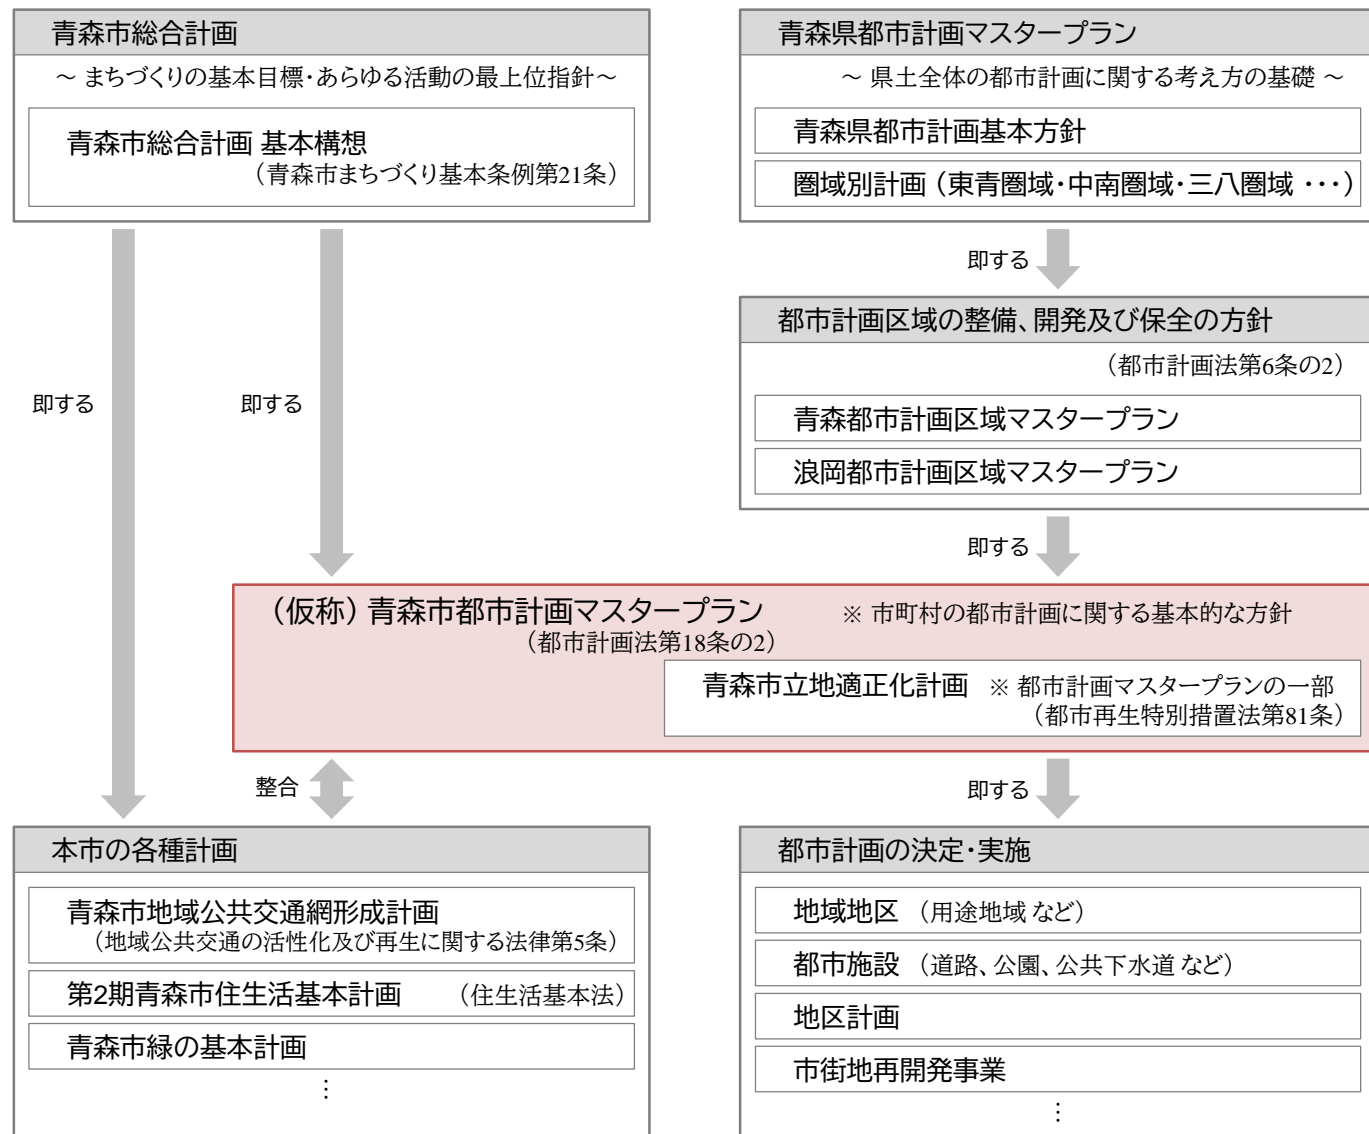 青森市総合計画
～ まちづくりの基本目標・あらゆる活動の最上位指針～
青森市総合計画 基本構想
（青森市まちづくり基本条例第21条）
青森県都市計画マスタープラン
～ 県土全体の都市計画に関する考え方の基礎 ～
青森県都市計画基本方針
圏域別計画（東青圏域・中南圏域・三八圏域 ・・・）
即する
都市計画区域の整備、開発及び保全の方針
（都市計画法第6条の2）
青森都市計画区域マスタープラン
浪岡都市計画区域マスタープラン
即する
即する
即する
（仮称）青森市都市計画マスタープラン ※ 市町村の都市計画に関する基本的な方針
（都市計画法第18条の2）
青森市立地適正化計画 ※ 都市計画マスタープランの一部
（都市再生特別措置法第81条）
整合
即する
本市の各種計画
青森市地域公共交通網形成計画
（地域公共交通の活性化及び再生に関する法律第5条）
第2期青森市住生活基本計画 （住生活基本法）
青森市緑の基本計画
⋮
都市計画の決定・実施
地域地区 （用途地域 など）
都市施設 （道路、公園、公共下水道 など）
地区計画
市街地再開発事業
⋮